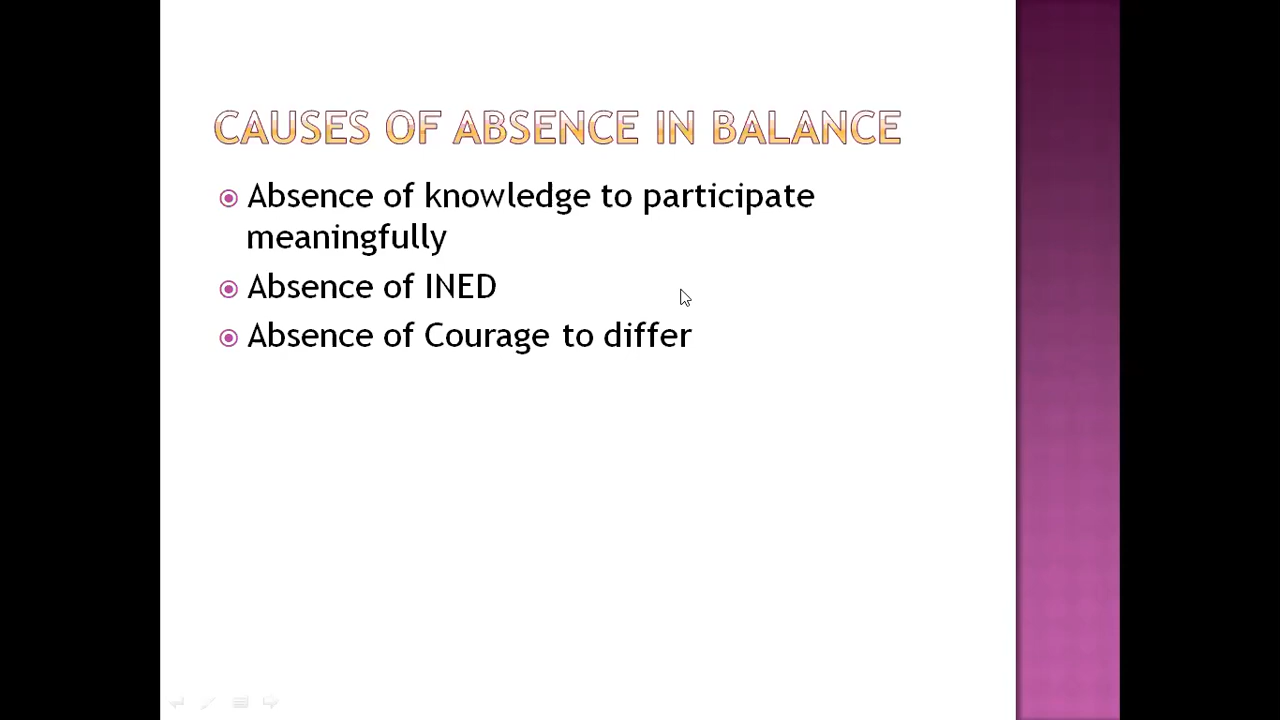 CAUSES OF ABSENCE IN BALANCE
Absence of knowledge to participate
meaningfully
Absence of INED
Absence of Courage to differ